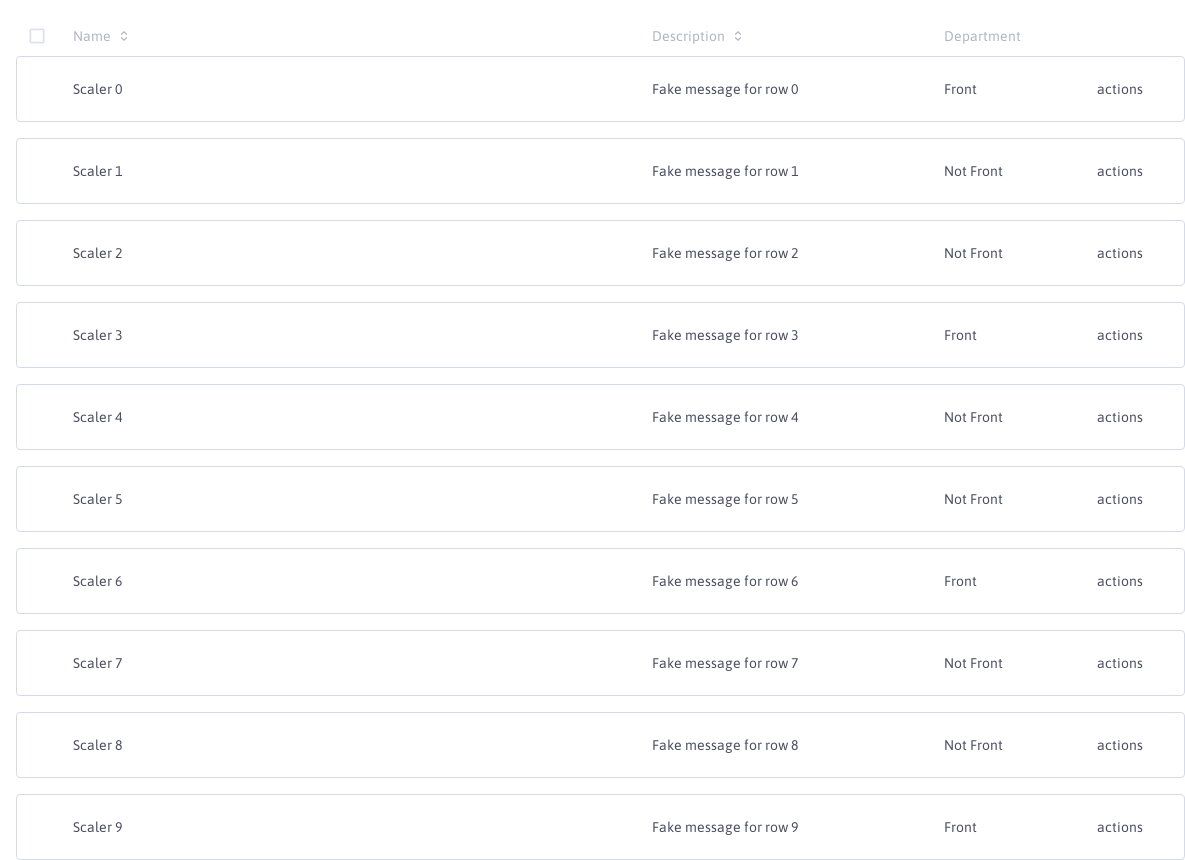 Name Description Department
Scaler 0 Fake message for row 0 Front actions
Scaler 1 Fake message for row 1 Not Front actions
Scaler 2 Fake message for row 2 Not Front actions
Scaler 3 Fake message for row 3 Front actions
Scaler 4 Fake message for row 4 Not Front actions
Scaler 5 Fake message for row 5 Not Front actions
Scaler 6 Fake message for row 6 Front actions
Scaler 7 Fake message for row 7 Not Front actions
Scaler 8 Fake message for row 8 Not Front actions
Scaler 9 Fake message for row 9 Front actions